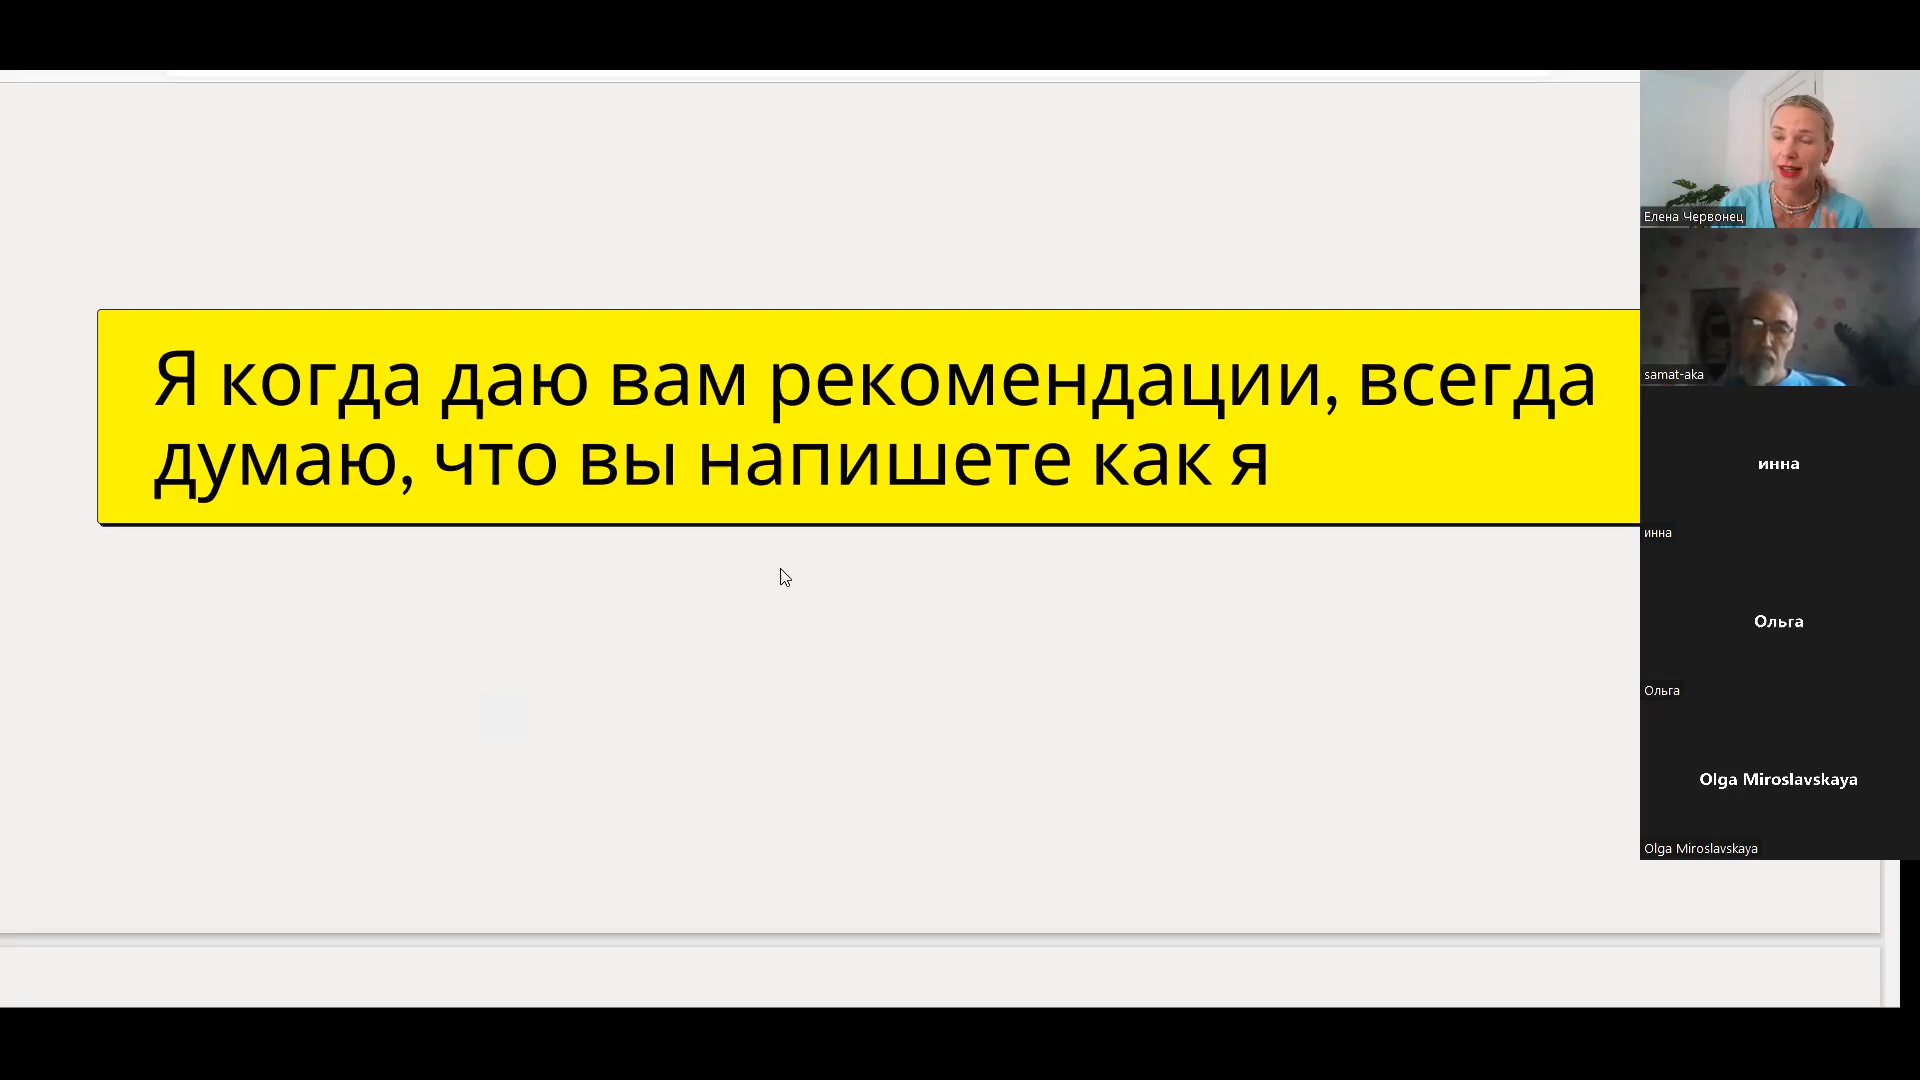 Я когда даю вам рекомендации, всегда
думаю, что вы напишете как я
Елена Червонец
samat-aka
инна
инна
Ольга
Ольга
Olga Miroslavskaya
Olga Miroslavskaya